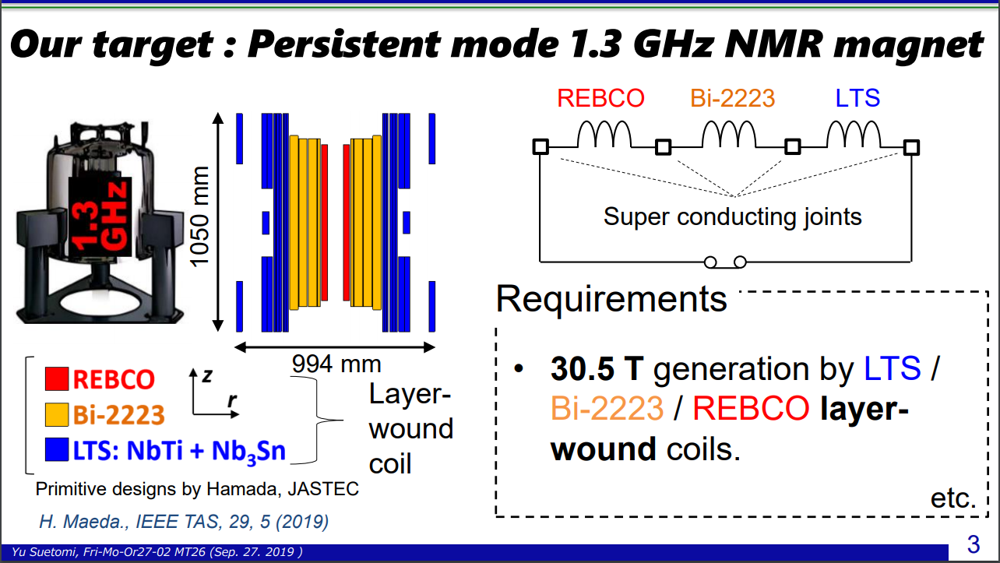 Our target : Persistent mode 1.3 GHz NMR magnet
1.3
GHz
1050 mm
994 mm
REBCO
Bi-2223
LTS: NbTi + Nb₃Sn
z
r
Layer-
wound
coil
Primitive designs by Hamada, JASTEC
H. Maeda., IEEE TAS, 29, 5 (2019)
REBCO Bi-2223 LTS
Super conducting joints
Requirements
• 30.5 T generation by LTS /
Bi-2223 / REBCO layer-
wound coils.
etc.
Yu Suetomi, Fri-Mo-Or27-02 MT26 (Sep. 27. 2019 )
3